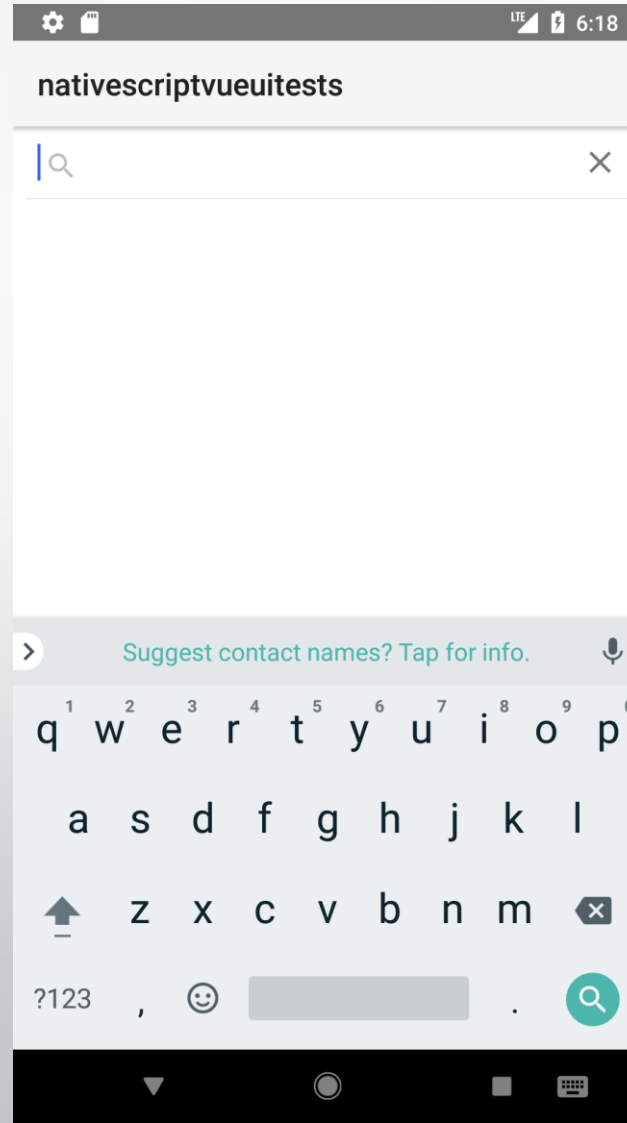 LTE 6:18
nativescriptvueuitests
Suggest contact names? Tap for info.
1 2 3 4 5 6 7 8 9
q w e r t y u i o p
a s d f g h j k l
z x c v b n m
?123 , .